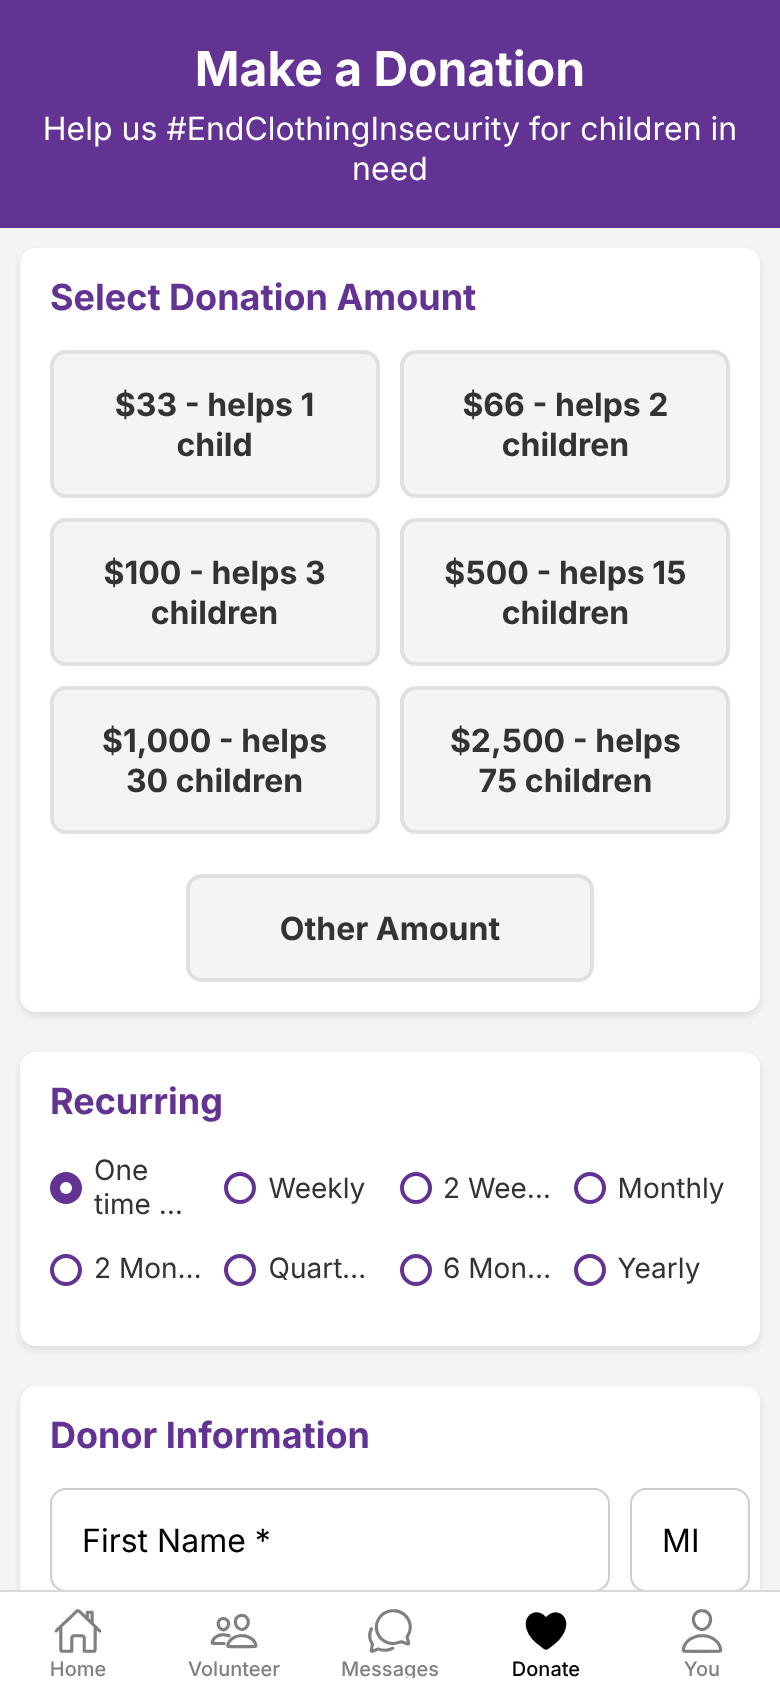 Make a Donation
Help us #EndClothingInsecurity for children in
need
Select Donation Amount
$33 - helps 1
child
$66 - helps 2
children
$100 - helps 3
children
$500 - helps 15
children
$1,000 - helps
30 children
$2,500 - helps
75 children
Other Amount
Recurring
One
time ...
Weekly
2 Wee...
Monthly
2 Mon...
Quart...
6 Mon...
Yearly
Donor Information
First Name *
MI
Home
Volunteer
Messages
Donate
You